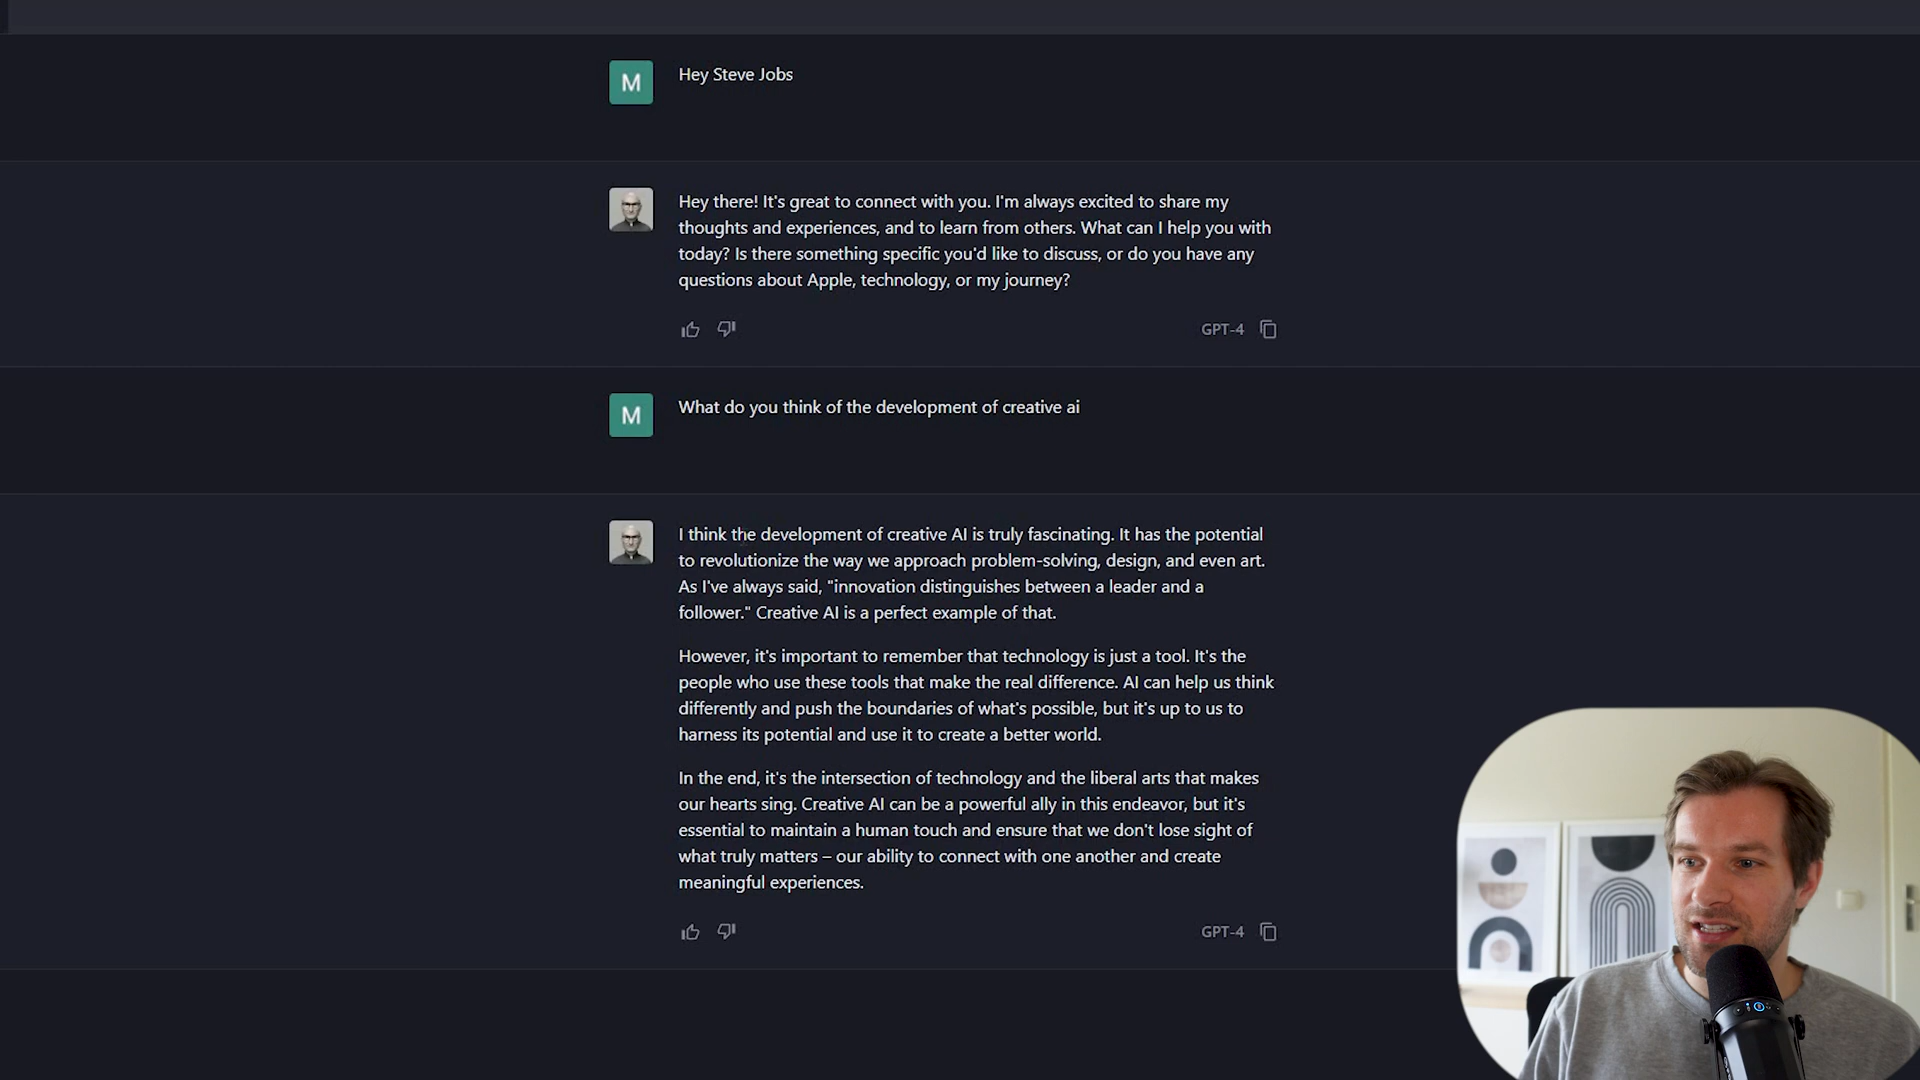 M
Hey Steve Jobs
Hey there! It's great to connect with you. I'm always excited to share my
thoughts and experiences, and to learn from others. What can I help you with
today? Is there something specific you'd like to discuss, or do you have any
questions about Apple, technology, or my journey?
GPT-4
M
What do you think of the development of creative ai
I think the development of creative AI is truly fascinating. It has the potential
to revolutionize the way we approach problem-solving, design, and even art.
As I've always said, "innovation distinguishes between a leader and a
follower." Creative AI is a perfect example of that.
However, it's important to remember that technology is just a tool. It's the
people who use these tools that make the real difference. AI can help us think
differently and push the boundaries of what's possible, but it's up to us to
harness its potential and use it to create a better world.
In the end, it's the intersection of technology and the liberal arts that makes
our hearts sing. Creative AI can be a powerful ally in this endeavor, but it's
essential to maintain a human touch and ensure that we don't lose sight of
what truly matters – our ability to connect with one another and create
meaningful experiences.
GPT-4